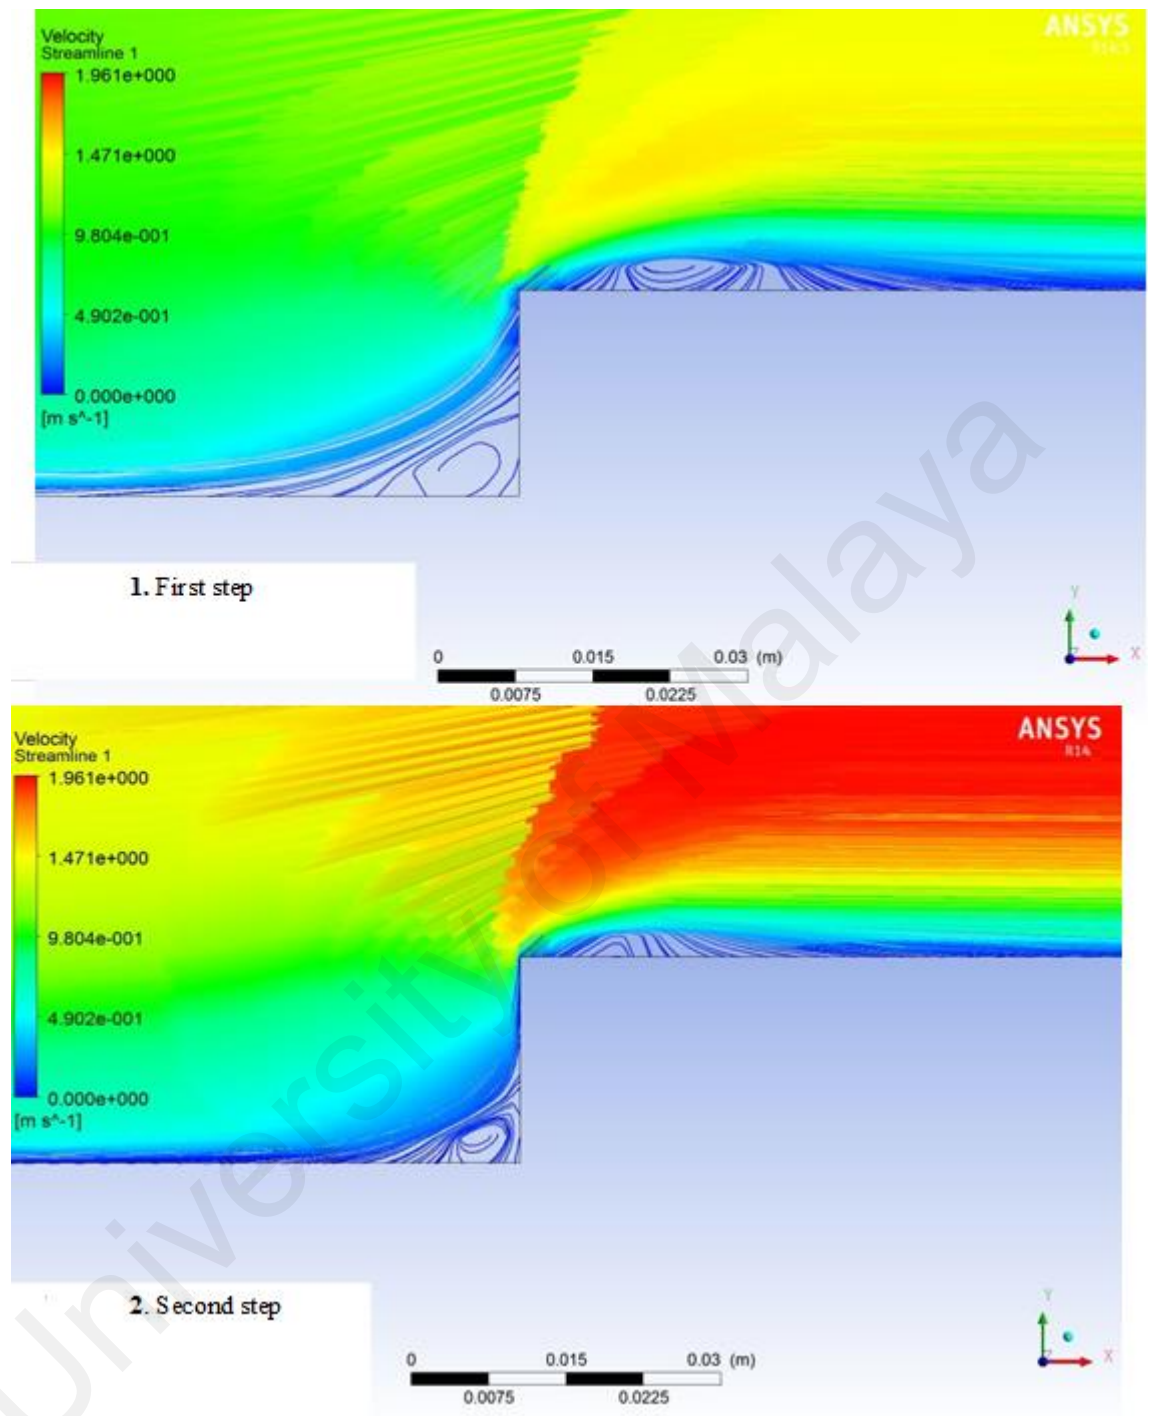 ANSYS
Velocity
Streamline 1
1.961e+000
1.471e+000
9.804e-001
4.902e-001
0.000e+000
[m s^-1]
1. First step
Y
Z
X
0 0.015 0.03 (m)
0.0075 0.0225
ANSYS
R14
Velocity
Streamline 1
1.961e+000
1.471e+000
9.804e-001
4.902e-001
0.000e+000
[m s^-1]
2. Second step
Y
Z
X
0 0.015 0.03 (m)
0.0075 0.0225
University of Malaya